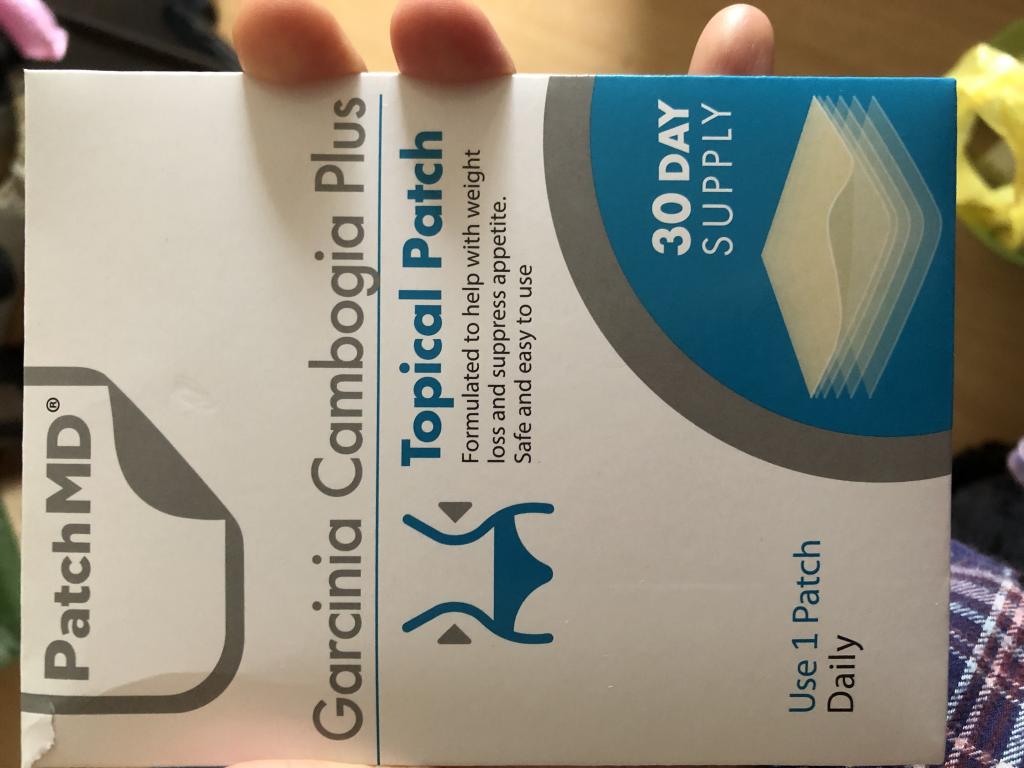 PatchMD®
Garcinia Cambogia Plus
Topical Patch
Formulated to help with weight
loss and suppress appetite.
Safe and easy to use
30 DAY
SUPPLY
Use 1 Patch
Daily